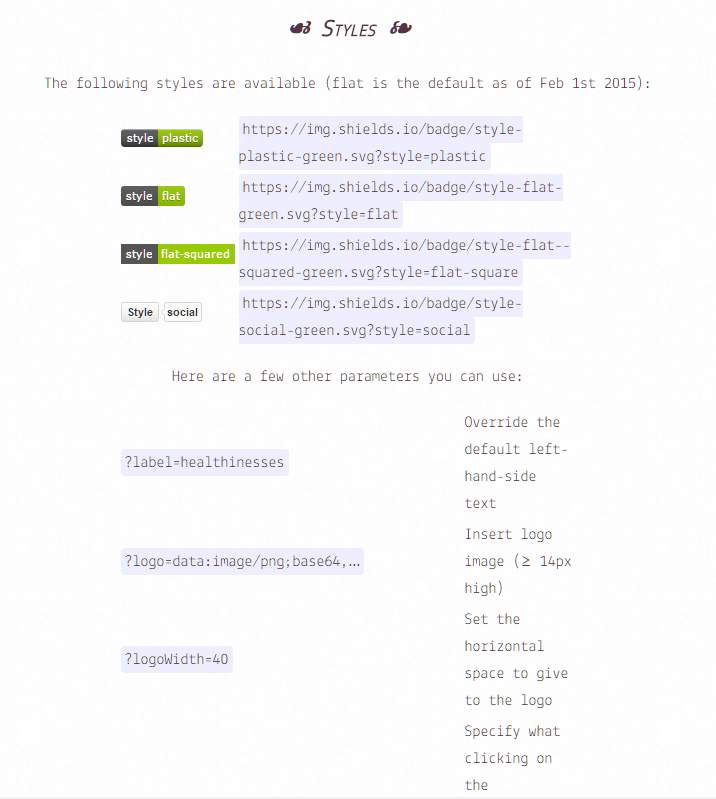 Styles
The following styles are available (flat is the default as of Feb 1st 2015):
style plastic
https://img.shields.io/badge/style-
plastic-green.svg?style=plastic
style flat
https://img.shields.io/badge/style-flat-
green.svg?style=flat
style flat-squared
https://img.shields.io/badge/style-flat--
squared-green.svg?style=flat-square
Style social
https://img.shields.io/badge/style-
social-green.svg?style=social
Here are a few other parameters you can use:
?label=healthinesses
Override the
default left-
hand-side
text
?logo=data:image/png;base64,…
Insert logo
image (≥ 14px
high)
?logoWidth=40
Set the
horizontal
space to give
to the logo
Specify what
clicking on
the